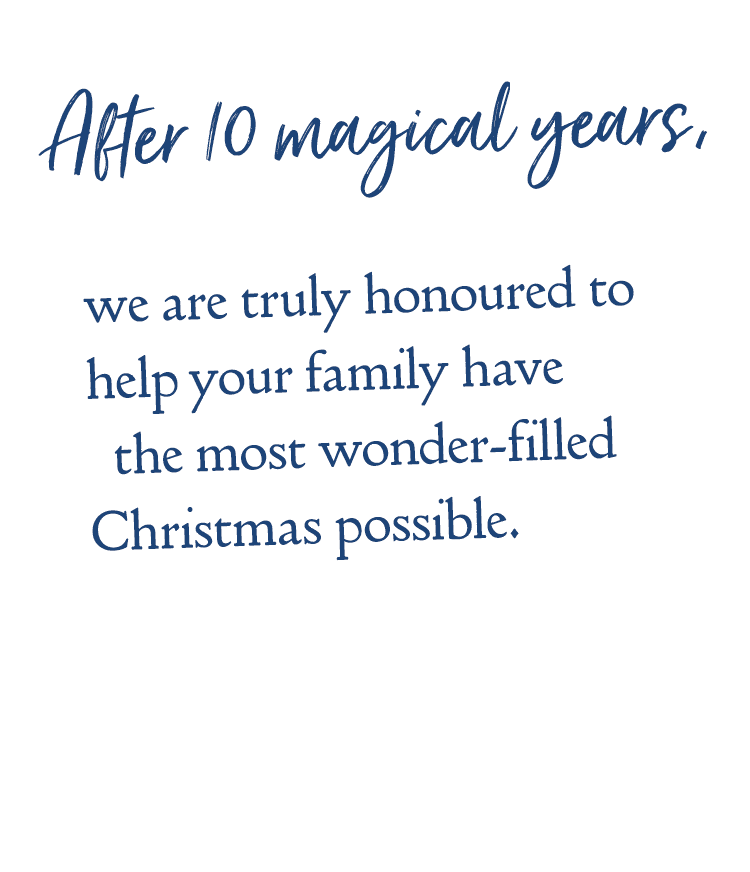 After 10 magical years,
we are truly honoured to
help your family have
the most wonder-filled
Christmas possible.